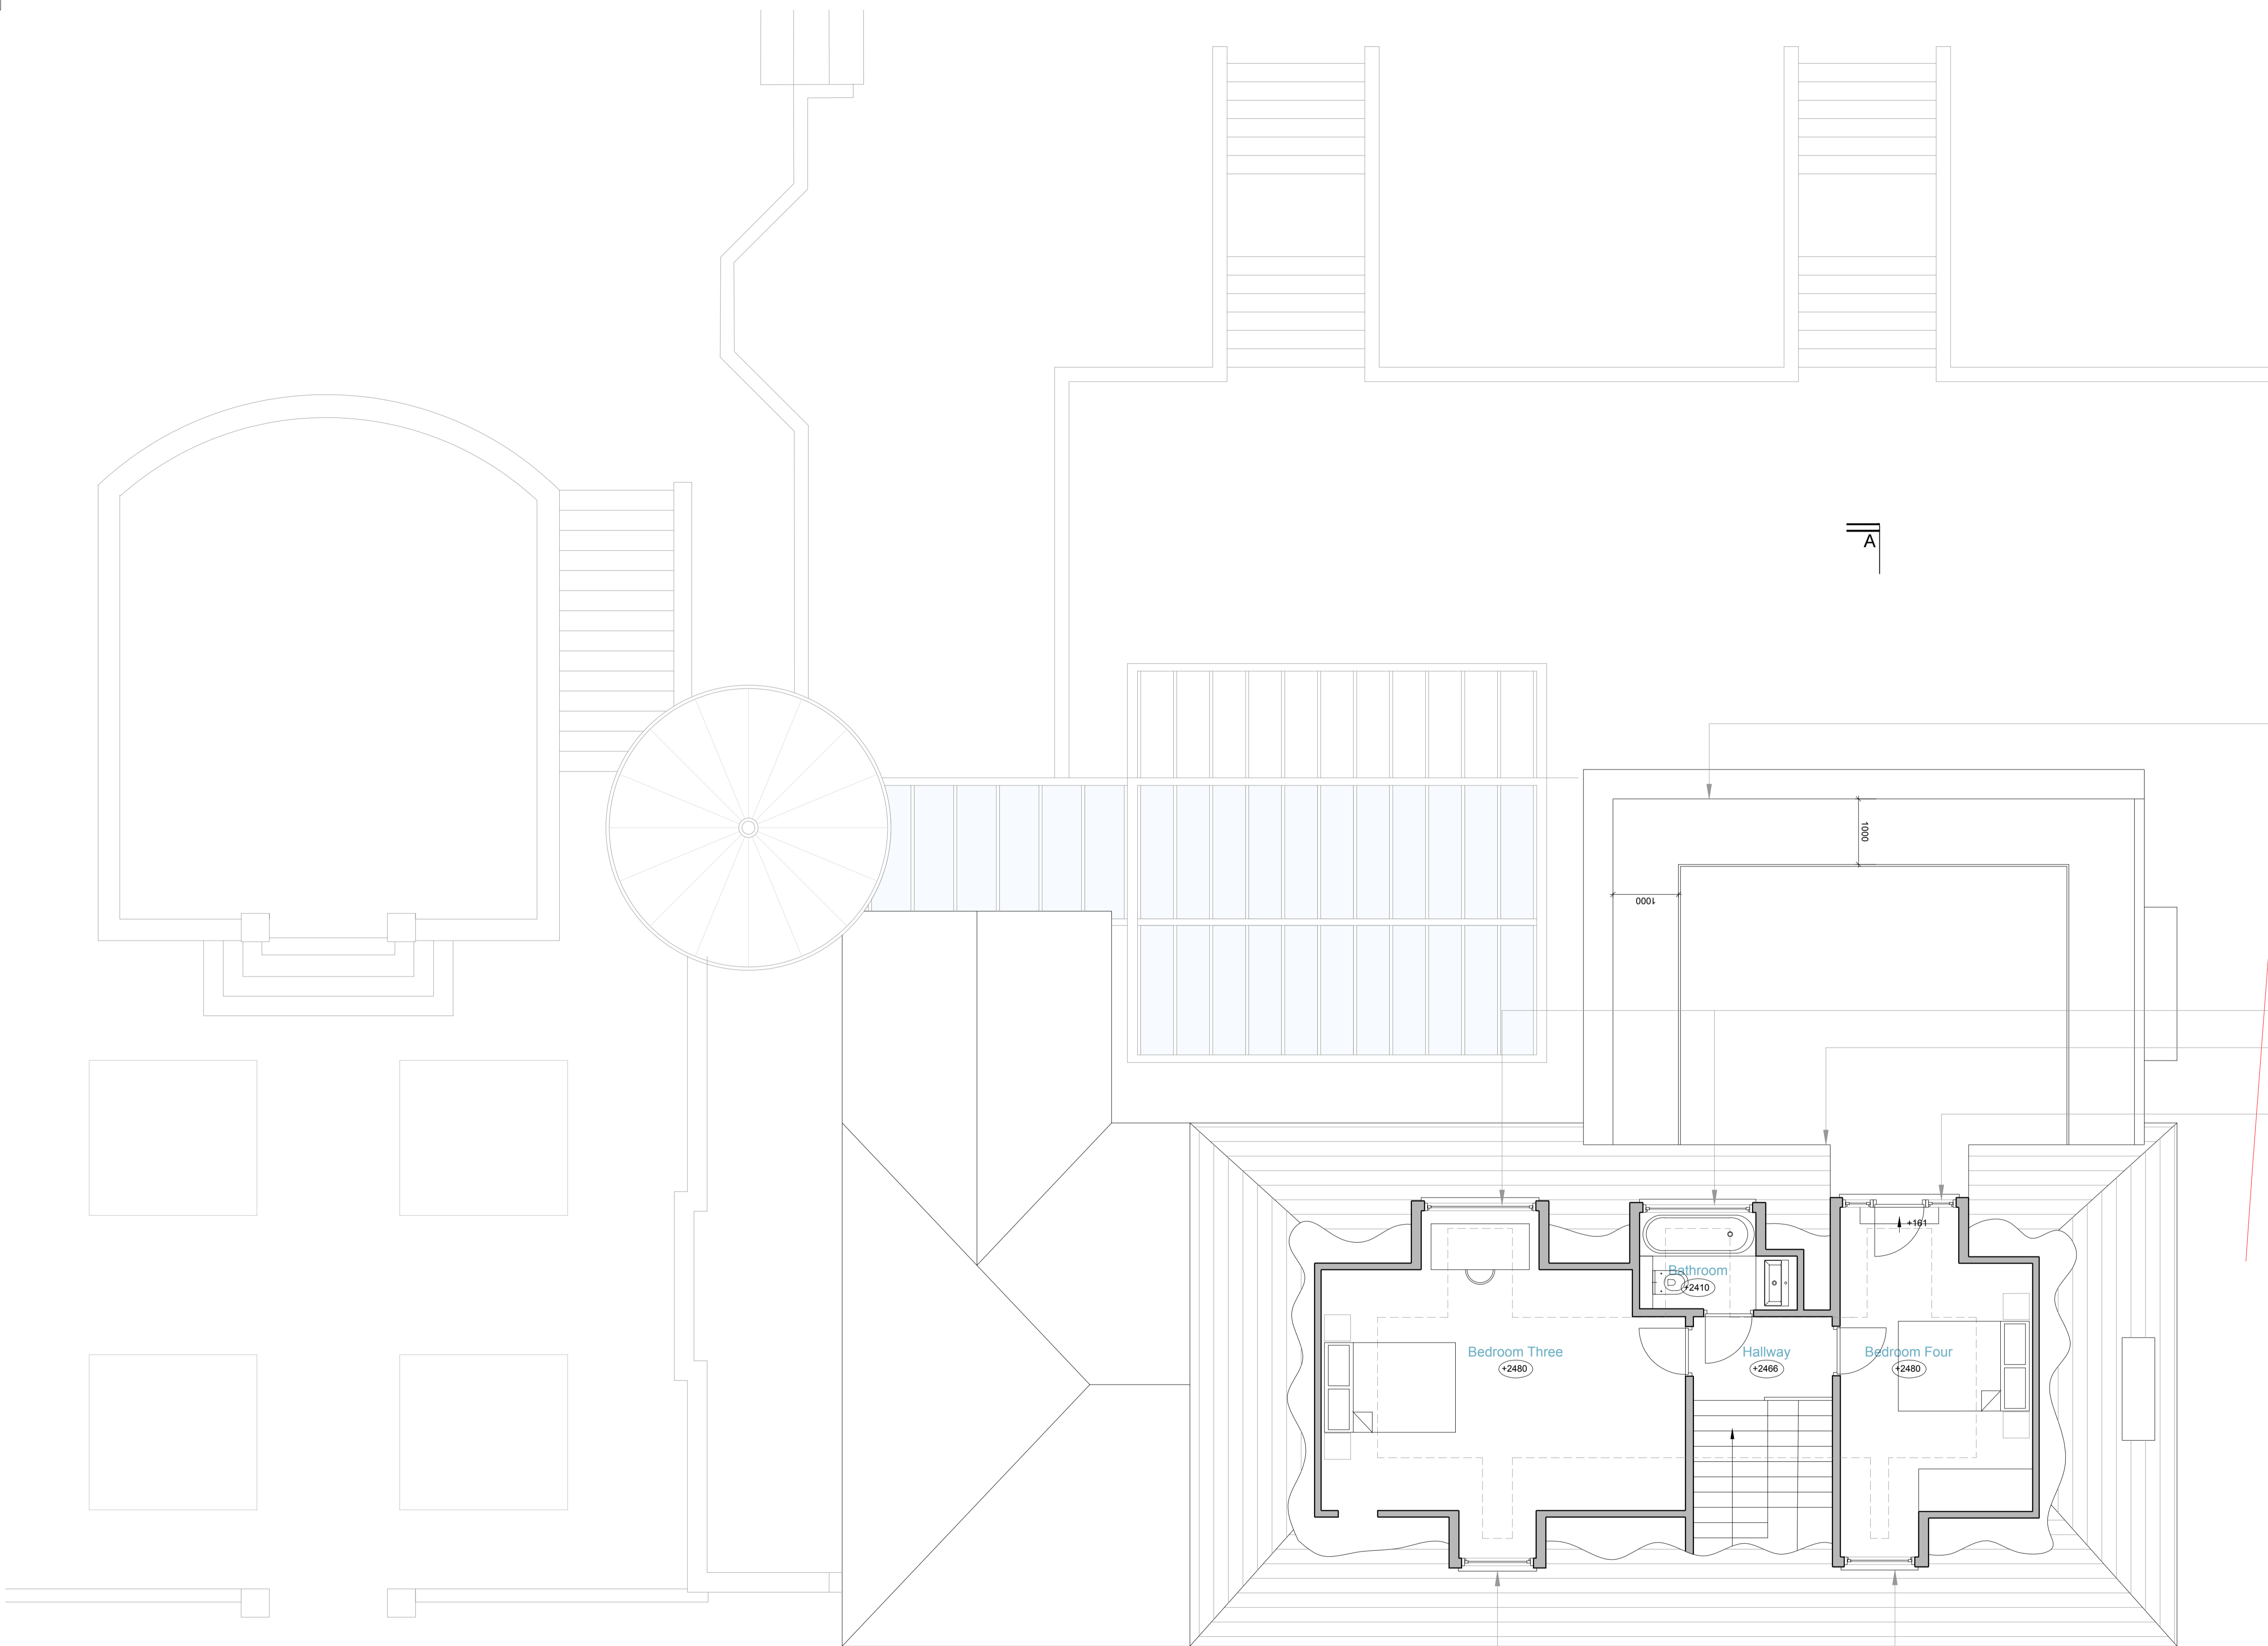 A
1000
1000
+161
Bathroom
+2410
Bedroom Three
+2480
Hallway
+2466
Bedroom Four
+2480